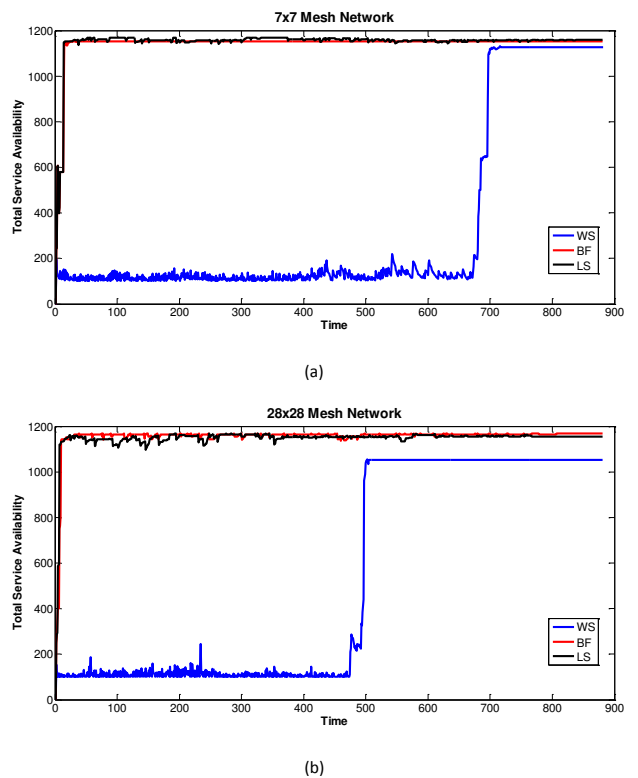 7x7 Mesh Network
1200
1000
800
600
400
200
0
Total Service Availability
WS
BF
LS
0 100 200 300 400 500 600 700 800 900
Time
(a)
28x28 Mesh Network
1200
1000
800
600
400
200
0
Total Service Availability
WS
BF
LS
0 100 200 300 400 500 600 700 800 900
Time
(b)